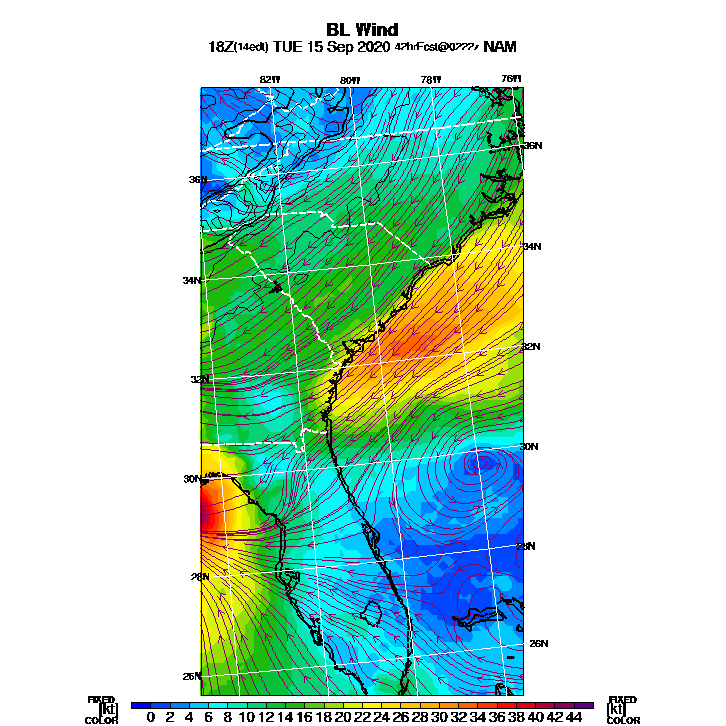 BL Wind
18Z(14edt) TUE 15 Sep 2020 42hrFcst@0222z NAM
82W 80W 78W 76W
36N
36N
34N
34N
32N
32N
30N
30N
28N
28N
26N
26N
FIXED FIXED
[kt] 0 2 4 6 8 10 12 14 16 18 20 22 24 26 28 30 32 34 36 38 40 42 44 [kt]
COLOR COLOR